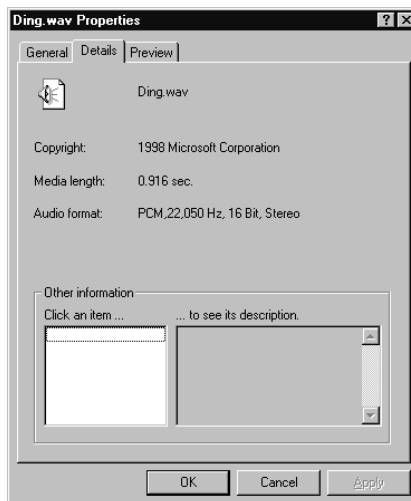 Ding.wav Properties
General Details Preview
Ding.wav
Copyright: 1998 Microsoft Corporation
Media length: 0.916 sec.
Audio format: PCM,22,050 Hz, 16 Bit, Stereo
Other information
Click an item ... ... to see its description.
OK Cancel Apply